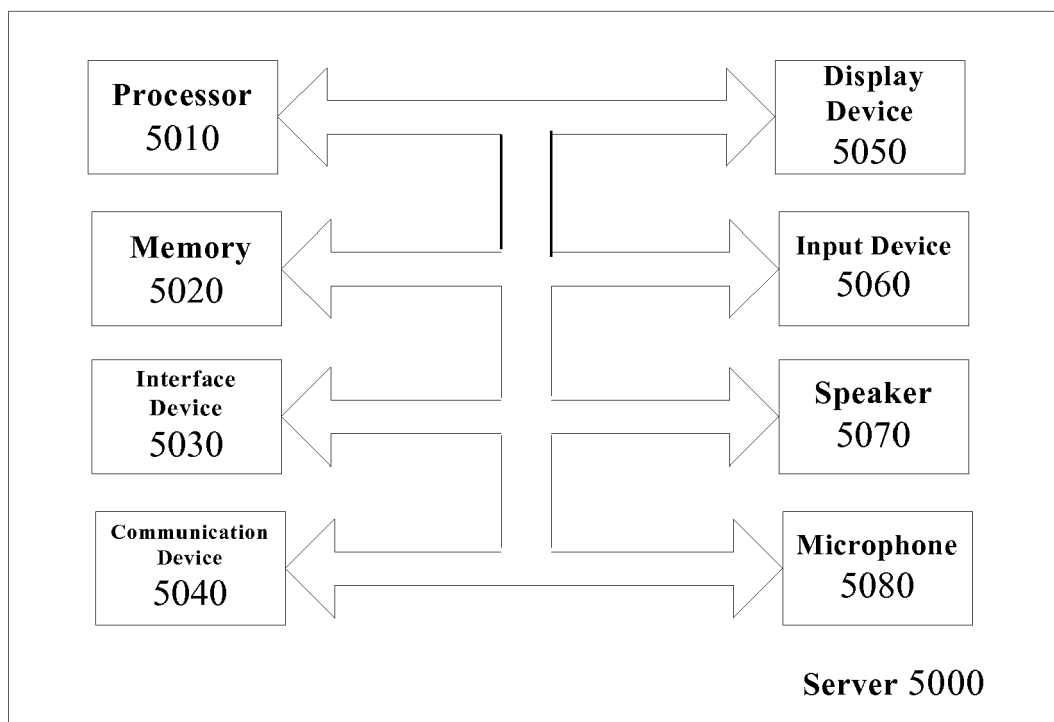 Processor
5010
Memory
5020
Interface
Device
5030
Communication
Device
5040
Display
Device
5050
Input Device
5060
Speaker
5070
Microphone
5080
Server 5000